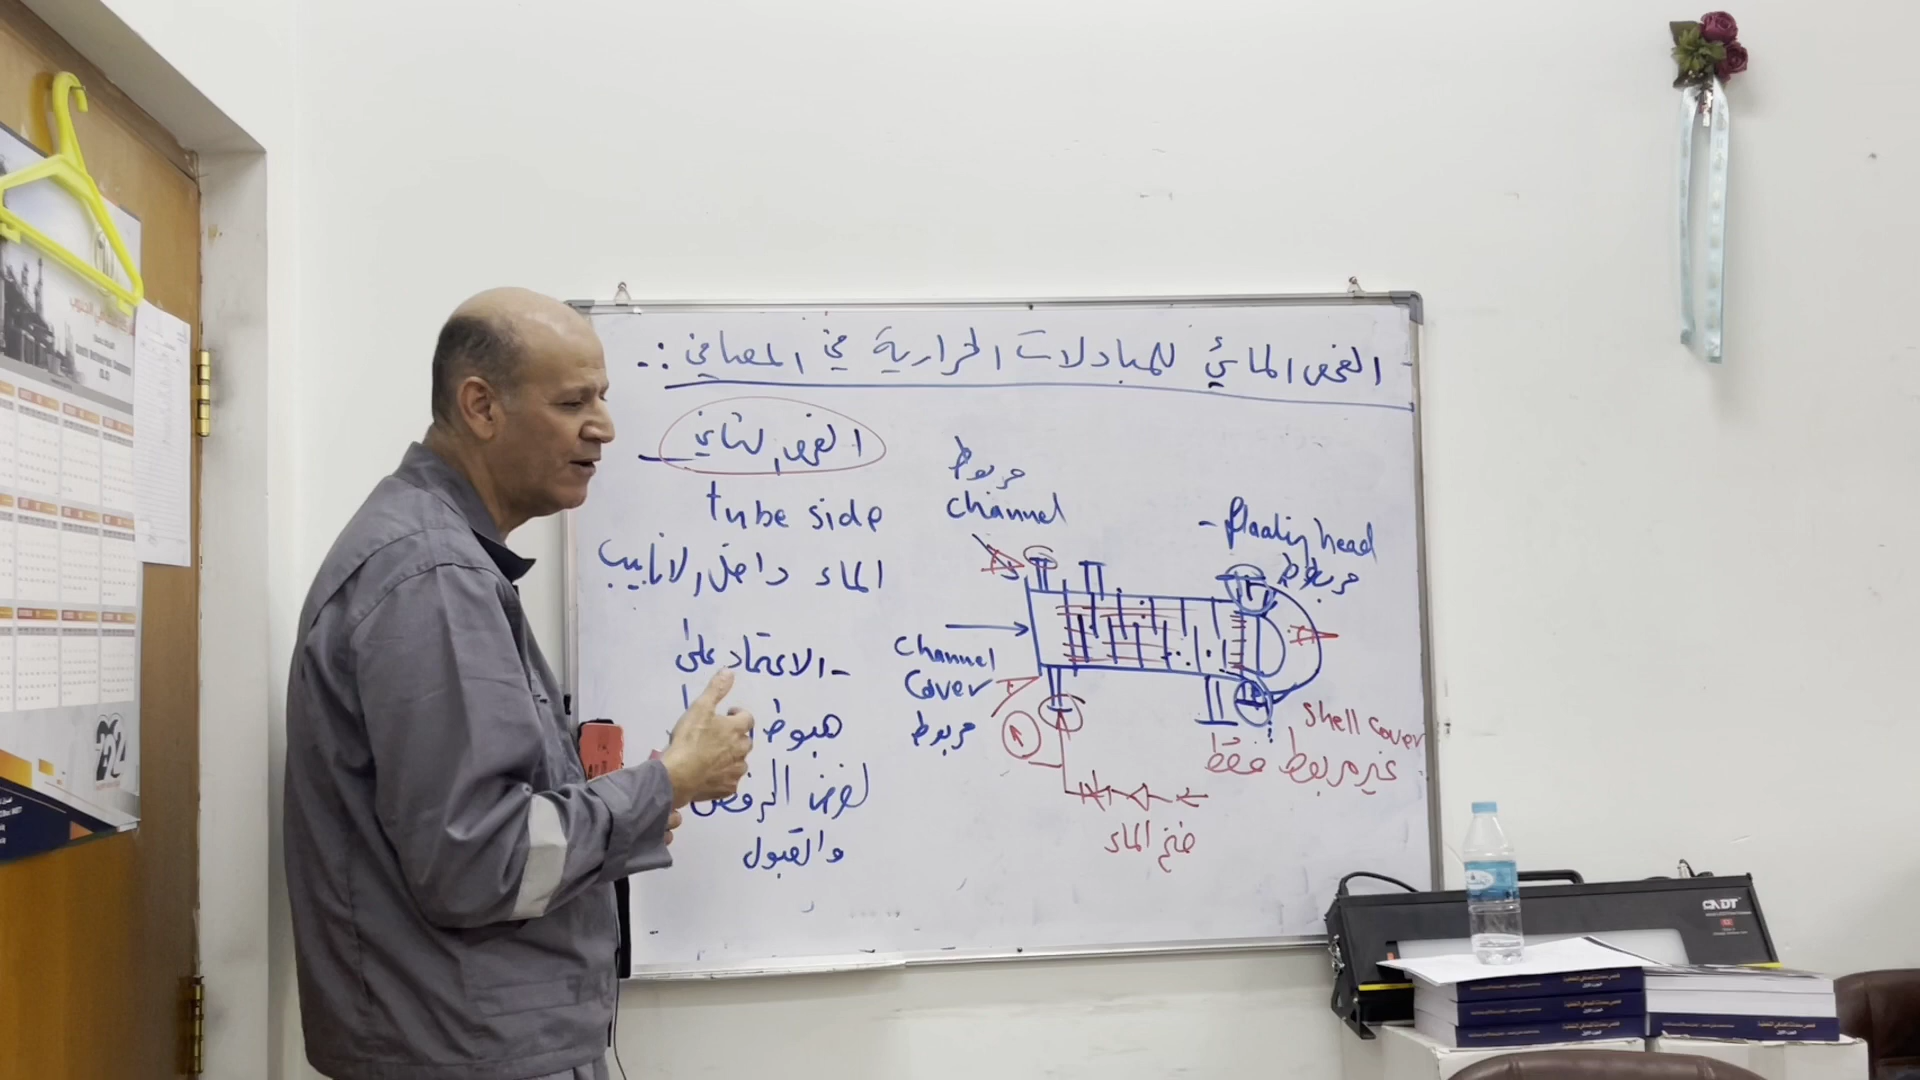 - الفحص المائي للمبادلات الحرارية في المصافي :-
الفحص الثاني
tube side
الماء داخل الانابيب
- الاعتماد على
هبوط
لغرض الرفض
والقبول
مربوط
channel
- floating head
مربوط
Channel
Cover
مربوط
Shell cover
غير مربوط فقط
ضخ الماء